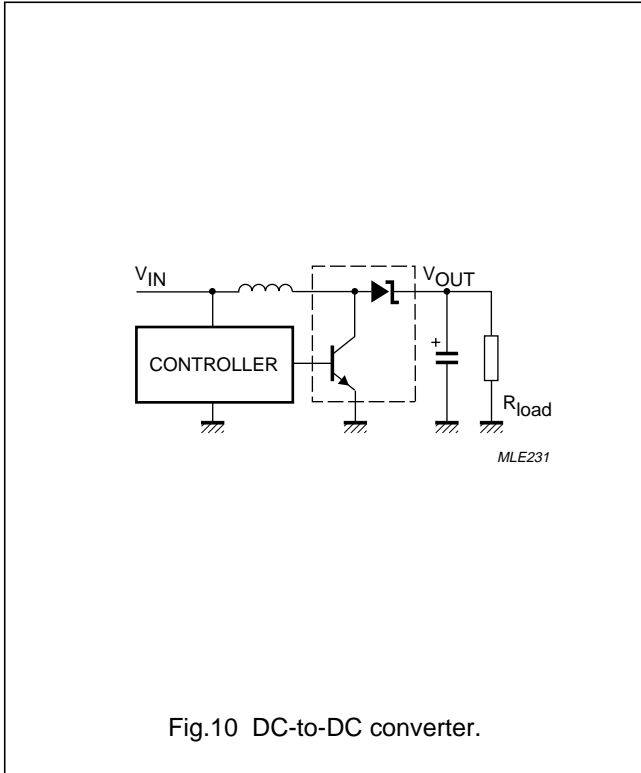 VIN
VOUT
CONTROLLER
+
Rload
MLE231
Fig.10 DC-to-DC converter.